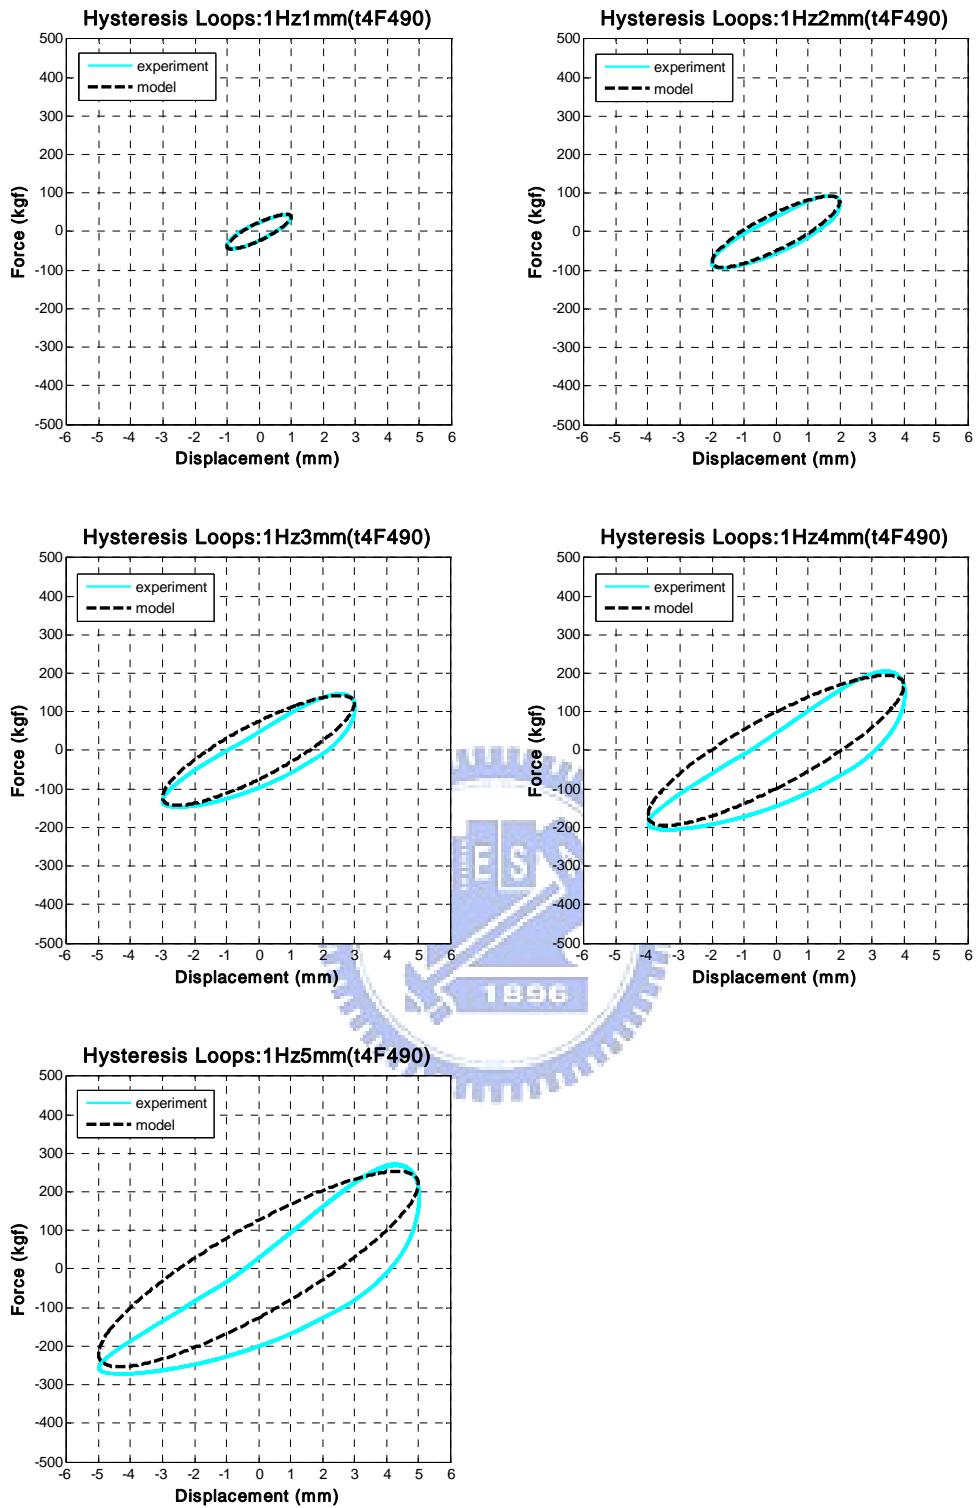 Hysteresis Loops:1Hz1mm(t4F490)
500
400
300
200
100
0
-100
-200
-300
-400
-500
Force (kgf)
experiment
model
-6 -5 -4 -3 -2 -1 0 1 2 3 4 5 6
Displacement (mm)
Hysteresis Loops:1Hz2mm(t4F490)
500
400
300
200
100
0
-100
-200
-300
-400
-500
Force (kgf)
experiment
model
-6 -5 -4 -3 -2 -1 0 1 2 3 4 5 6
Displacement (mm)
Hysteresis Loops:1Hz3mm(t4F490)
500
400
300
200
100
0
-100
-200
-300
-400
-500
Force (kgf)
experiment
model
-6 -5 -4 -3 -2 -1 0 1 2 3 4 5 6
Displacement (mm)
Hysteresis Loops:1Hz4mm(t4F490)
500
400
300
200
100
0
-100
-200
-300
-400
-500
Force (kgf)
experiment
model
-6 -5 -4 -3 -2 -1 0 1 2 3 4 5 6
Displacement (mm)
ES
1896
Hysteresis Loops:1Hz5mm(t4F490)
500
400
300
200
100
0
-100
-200
-300
-400
-500
Force (kgf)
experiment
model
-6 -5 -4 -3 -2 -1 0 1 2 3 4 5 6
Displacement (mm)